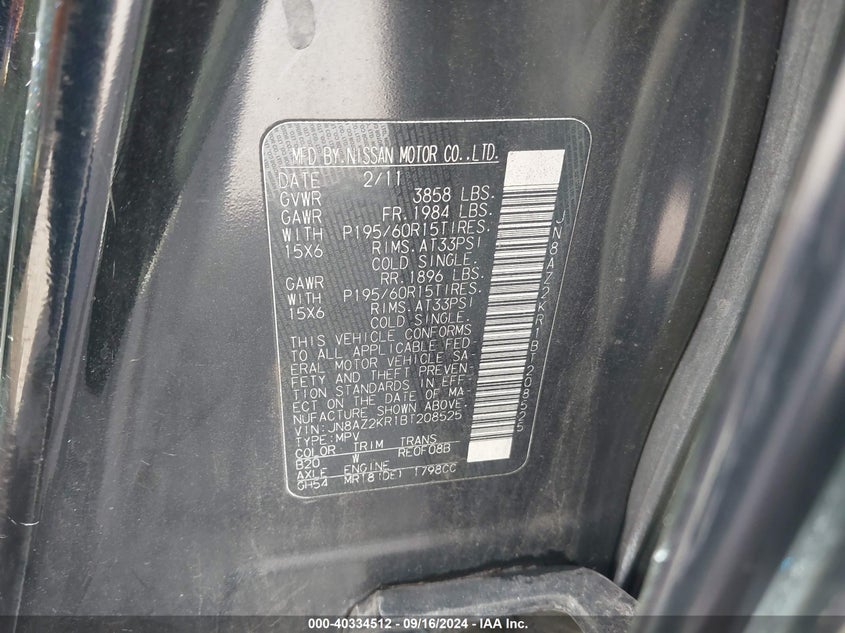 MFD BY NISSAN MOTOR CO.,LTD.
DATE 2/11
GVWR 3858 LBS.
GAWR FR.1984 LBS.
WITH P195/60R15TIRES.
15X6 RIMS.AT33PSI
COLD SINGLE.
GAWR RR.1896 LBS.
WITH P195/60R15TIRES.
15X6 RIMS.AT33PSI
COLD SINGLE.
THIS VEHICLE CONFORMS
TO ALL APPLICABLE FED-
ERAL MOTOR VEHICLE SA-
FETY AND THEFT PREVEN-
TION STANDARDS IN EFF-
ECT ON THE DATE OF MA-
NUFACTURE SHOWN ABOVE.
VIN:JN8AZ2KR1BT208525
TYPE:MPV
COLOR TRIM TRANS
B20 W RE0F08B
AXLE ENGINE
GH54 MR18(DE) 1798CC
JN8AZ2KR1BT208525
000-40334512 - 09/16/2024 - IAA Inc.